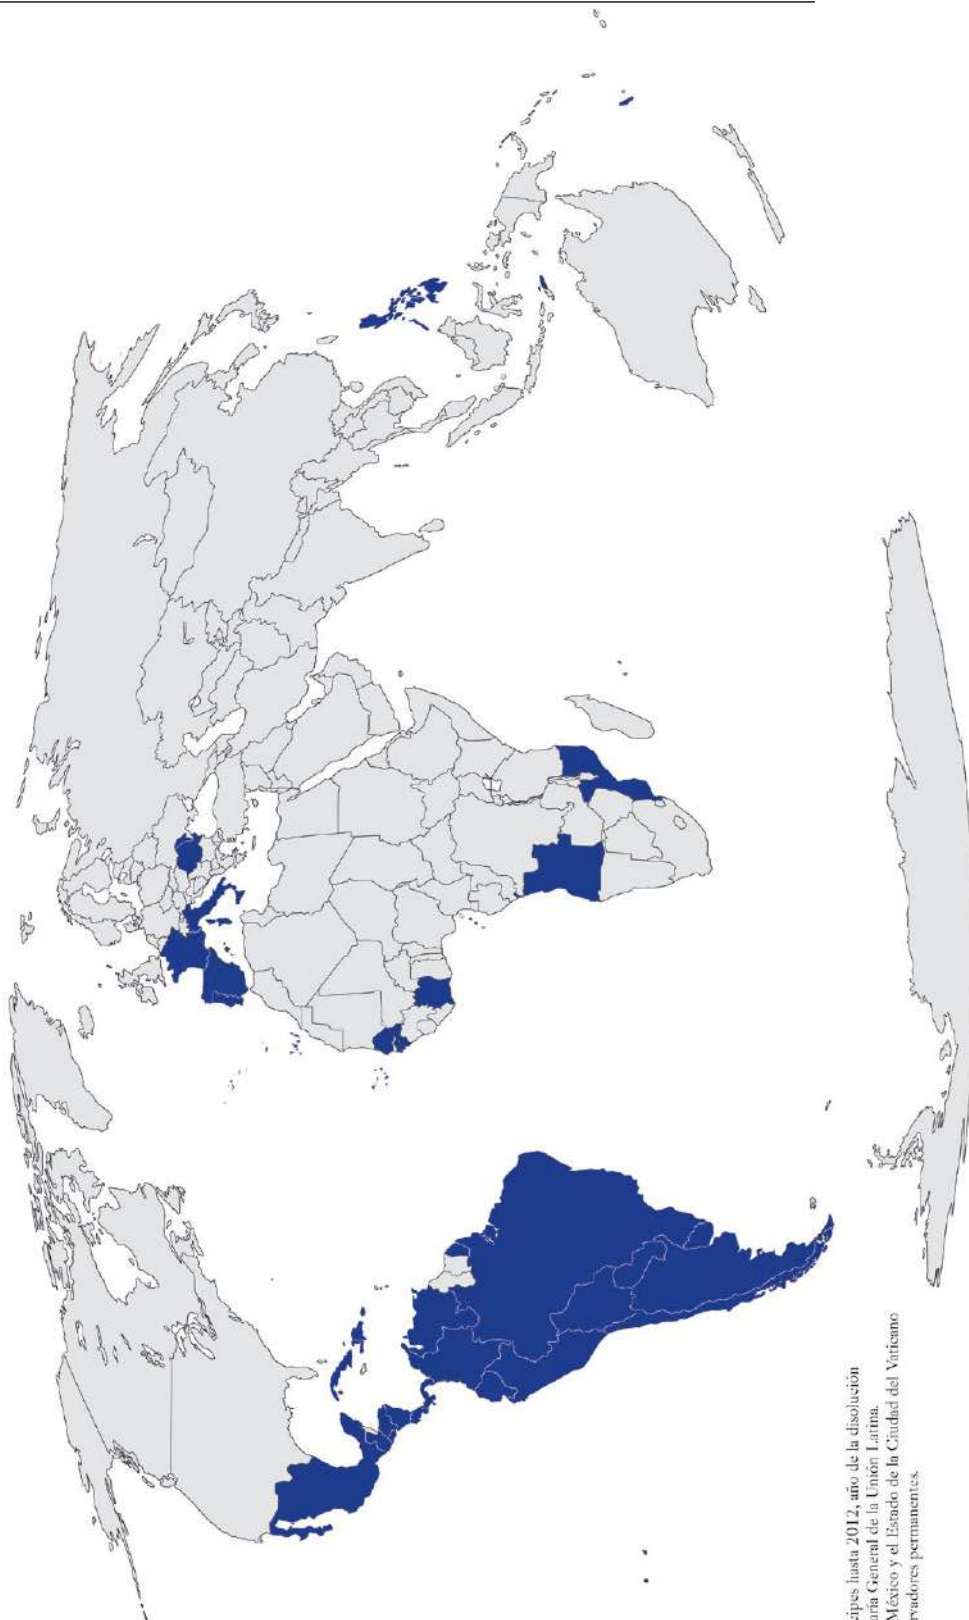 cipes hasta 2012, año de la disolución
aría General de la Unión Latina.
México y el Estado de la Ciudad del Vaticano
rvadores permanentes.